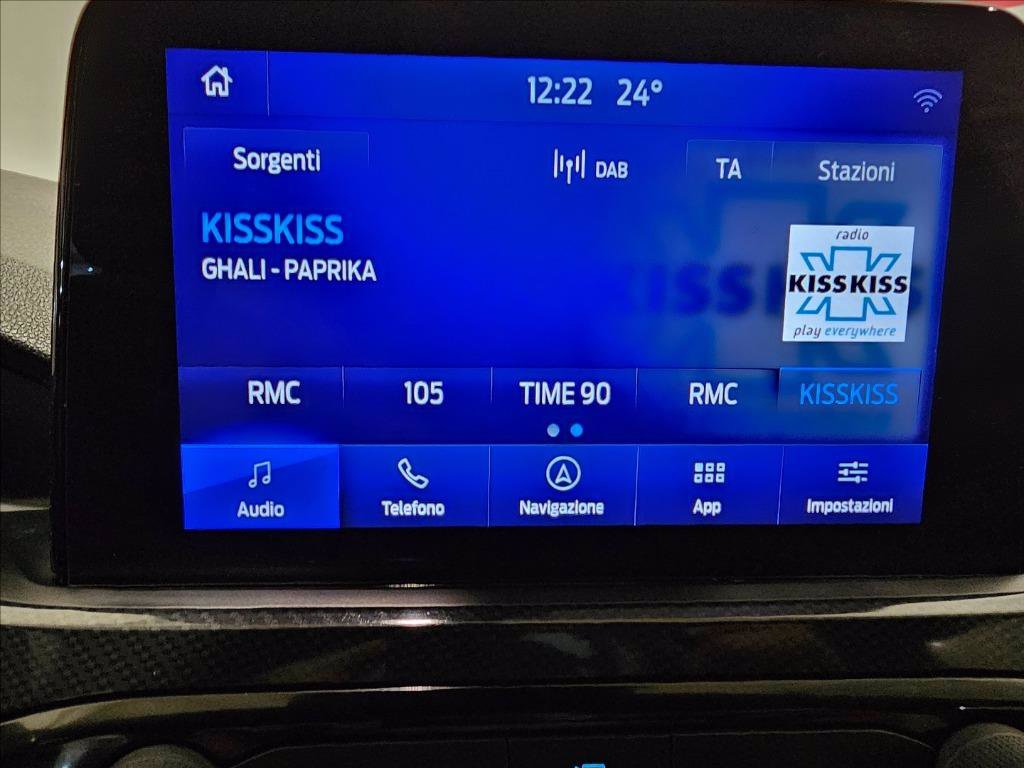 12:22 24°
Sorgenti
DAB
TA
Stazioni
KISSKISS
GHALI - PAPRIKA
radio
KISSKISS
play everywhere
RMC
105
TIME 90
RMC
KISSKISS
Audio
Telefono
Navigazione
App
Impostazioni